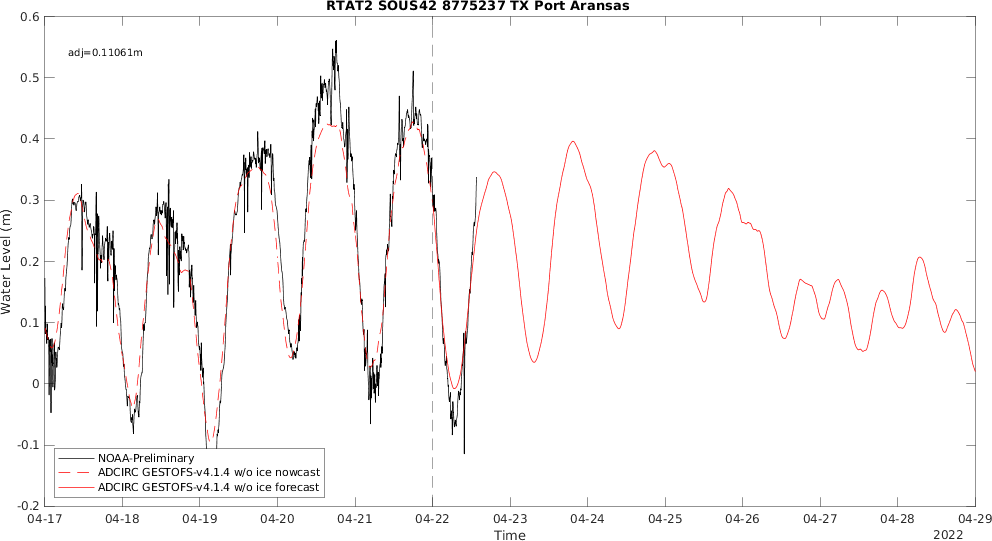 RTAT2 SOUS42 8775237 TX Port Aransas
adj=0.11061m
0.6
0.5
0.4
0.3
0.2
0.1
0
-0.1
-0.2
Water Level (m)
NOAA-Preliminary
ADCIRC GESTOFS-v4.1.4 w/o ice nowcast
ADCIRC GESTOFS-v4.1.4 w/o ice forecast
04-17 04-18 04-19 04-20 04-21 04-22 04-23 04-24 04-25 04-26 04-27 04-28 04-29
Time
2022